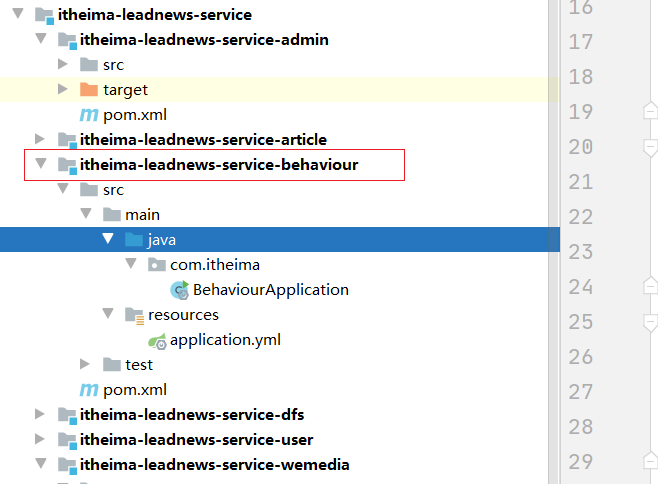 itheima-leadnews-service
itheima-leadnews-service-admin
src
target
pom.xml
itheima-leadnews-service-article
itheima-leadnews-service-behaviour
src
main
java
com.itheima
BehaviourApplication
resources
application.yml
test
pom.xml
itheima-leadnews-service-dfs
itheima-leadnews-service-user
itheima-leadnews-service-wemedia
16
17
18
19
20
21
22
23
24
25
26
27
28
29